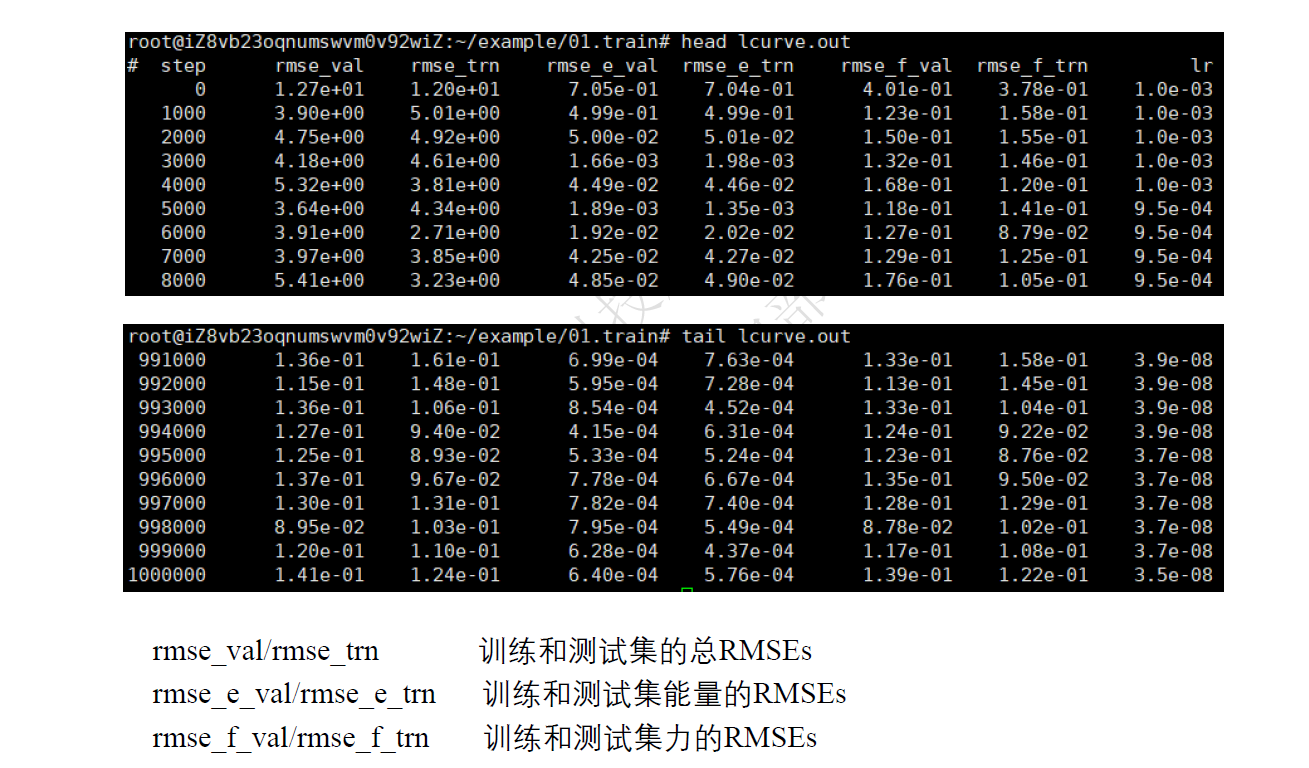 root@iZ8vb23oqnumswvm0v92wiZ:~/example/01.train# head lcurve.out
# step rmse_val rmse_trn rmse_e_val rmse_e_trn rmse_f_val rmse_f_trn lr
0 1.27e+01 1.20e+01 7.05e-01 7.04e-01 4.01e-01 3.78e-01 1.0e-03
1000 3.90e+00 5.01e+00 4.99e-01 4.99e-01 1.23e-01 1.58e-01 1.0e-03
2000 4.75e+00 4.92e+00 5.00e-02 5.01e-02 1.50e-01 1.55e-01 1.0e-03
3000 4.18e+00 4.61e+00 1.66e-03 1.98e-03 1.32e-01 1.46e-01 1.0e-03
4000 5.32e+00 3.81e+00 4.49e-02 4.46e-02 1.68e-01 1.20e-01 1.0e-03
5000 3.64e+00 4.34e+00 1.89e-03 1.35e-03 1.18e-01 1.41e-01 9.5e-04
6000 3.91e+00 2.71e+00 1.92e-02 2.02e-02 1.27e-01 8.79e-02 9.5e-04
7000 3.97e+00 3.85e+00 4.25e-02 4.27e-02 1.29e-01 1.25e-01 9.5e-04
8000 5.41e+00 3.23e+00 4.85e-02 4.90e-02 1.76e-01 1.05e-01 9.5e-04
root@iZ8vb23oqnumswvm0v92wiZ:~/example/01.train# tail lcurve.out
991000 1.36e-01 1.61e-01 6.99e-04 7.63e-04 1.33e-01 1.58e-01 3.9e-08
992000 1.15e-01 1.48e-01 5.95e-04 7.28e-04 1.13e-01 1.45e-01 3.9e-08
993000 1.36e-01 1.06e-01 8.54e-04 4.52e-04 1.33e-01 1.04e-01 3.9e-08
994000 1.27e-01 9.40e-02 4.15e-04 6.31e-04 1.24e-01 9.22e-02 3.9e-08
995000 1.25e-01 8.93e-02 5.33e-04 5.24e-04 1.23e-01 8.76e-02 3.7e-08
996000 1.37e-01 9.67e-02 7.78e-04 6.67e-04 1.35e-01 9.50e-02 3.7e-08
997000 1.30e-01 1.31e-01 7.82e-04 7.40e-04 1.28e-01 1.29e-01 3.7e-08
998000 8.95e-02 1.03e-01 7.95e-04 5.49e-04 8.78e-02 1.02e-01 3.7e-08
999000 1.20e-01 1.10e-01 6.28e-04 4.37e-04 1.17e-01 1.08e-01 3.7e-08
1000000 1.41e-01 1.24e-01 6.40e-04 5.76e-04 1.39e-01 1.22e-01 3.5e-08
rmse_val/rmse_trn 训练和测试集的总RMSEs
rmse_e_val/rmse_e_trn 训练和测试集能量的RMSEs
rmse_f_val/rmse_f_trn 训练和测试集力的RMSEs